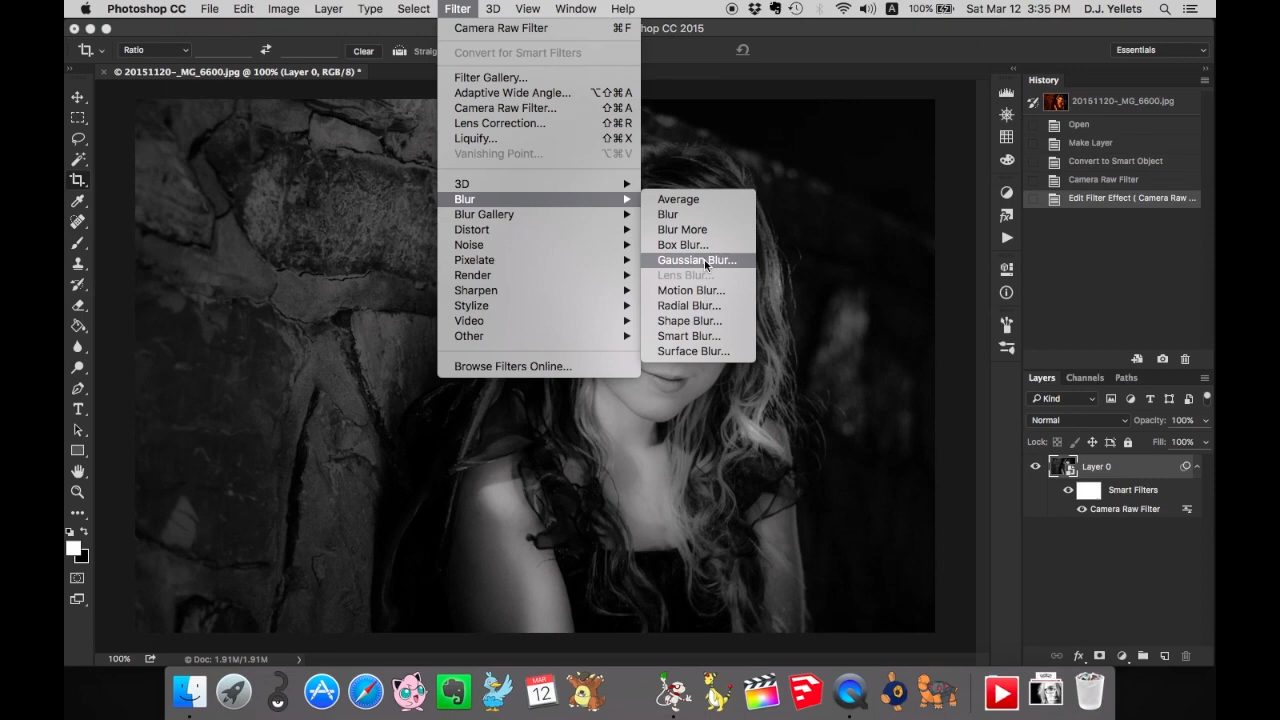 Photoshop CC File Edit Image Layer Type Select Filter 3D View Window Help 100% Sat Mar 12 3:35 PM D.J. Yellets
hop CC 2015
Ratio Clear Straig Essentials
© 20151120-_MG_6600.jpg @ 100% (Layer 0, RGB/8) *
Camera Raw Filter ⌘F
Convert for Smart Filters
Filter Gallery...
Adaptive Wide Angle... ⌥⇧⌘A
Camera Raw Filter... ⇧⌘A
Lens Correction... ⇧⌘R
Liquify... ⇧⌘X
Vanishing Point... ⌥⌘V
3D
Blur
Blur Gallery
Distort
Noise
Pixelate
Render
Sharpen
Stylize
Video
Other
Browse Filters Online...
Average
Blur
Blur More
Box Blur...
Gaussian Blur...
Lens Blur...
Motion Blur...
Radial Blur...
Shape Blur...
Smart Blur...
Surface Blur...
History
20151120-_MG_6600.jpg
Open
Make Layer
Convert to Smart Object
Camera Raw Filter
Edit Filter Effect ( Camera Raw ...
Layers Channels Paths
Kind
Normal Opacity: 100%
Lock: Fill: 100%
Layer 0
Smart Filters
Camera Raw Filter
fx
100% Doc: 1.91M/1.91M
MAR
12